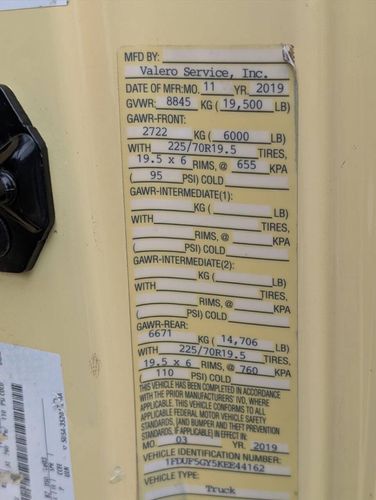 MFD BY:
Valero Service, Inc.
DATE OF MFR:MO. 11 YR. 2019
GVWR: 8845 KG (19,500 LB)
GAWR-FRONT:
2722 KG ( 6000 LB)
WITH 225/70R19.5 TIRES,
19.5 x 6 RIMS, @ 655 KPA
( 95 PSI) COLD
GAWR-INTERMEDIATE(1):
KG ( LB)
WITH TIRES,
RIMS, @ KPA
( PSI) COLD
GAWR-INTERMEDIATE(2):
KG ( LB)
WITH TIRES,
RIMS, @ KPA
( PSI) COLD
GAWR-REAR:
6671 KG ( 14,706 LB)
WITH 225/70R19.5 TIRES,
19.5 x 6 RIMS, @ 760 KPA
( 110 PSI) COLD
THIS VEHICLE HAS BEEN COMPLETED IN ACCORDANCE
WITH THE PRIOR MANUFACTURERS' IVD, WHERE
APPLICABLE. THIS VEHICLE CONFORMS TO ALL
APPLICABLE FEDERAL MOTOR VEHICLE SAFETY
STANDARDS, [AND BUMPER AND THEFT PREVENTION
STANDARDS, IF APPLICABLE] IN EFFECT IN:
MO 03 YR. 2019
VEHICLE IDENTIFICATION NUMBER:
1FDUF5GY5KEE44162
VEHICLE TYPE:
Truck